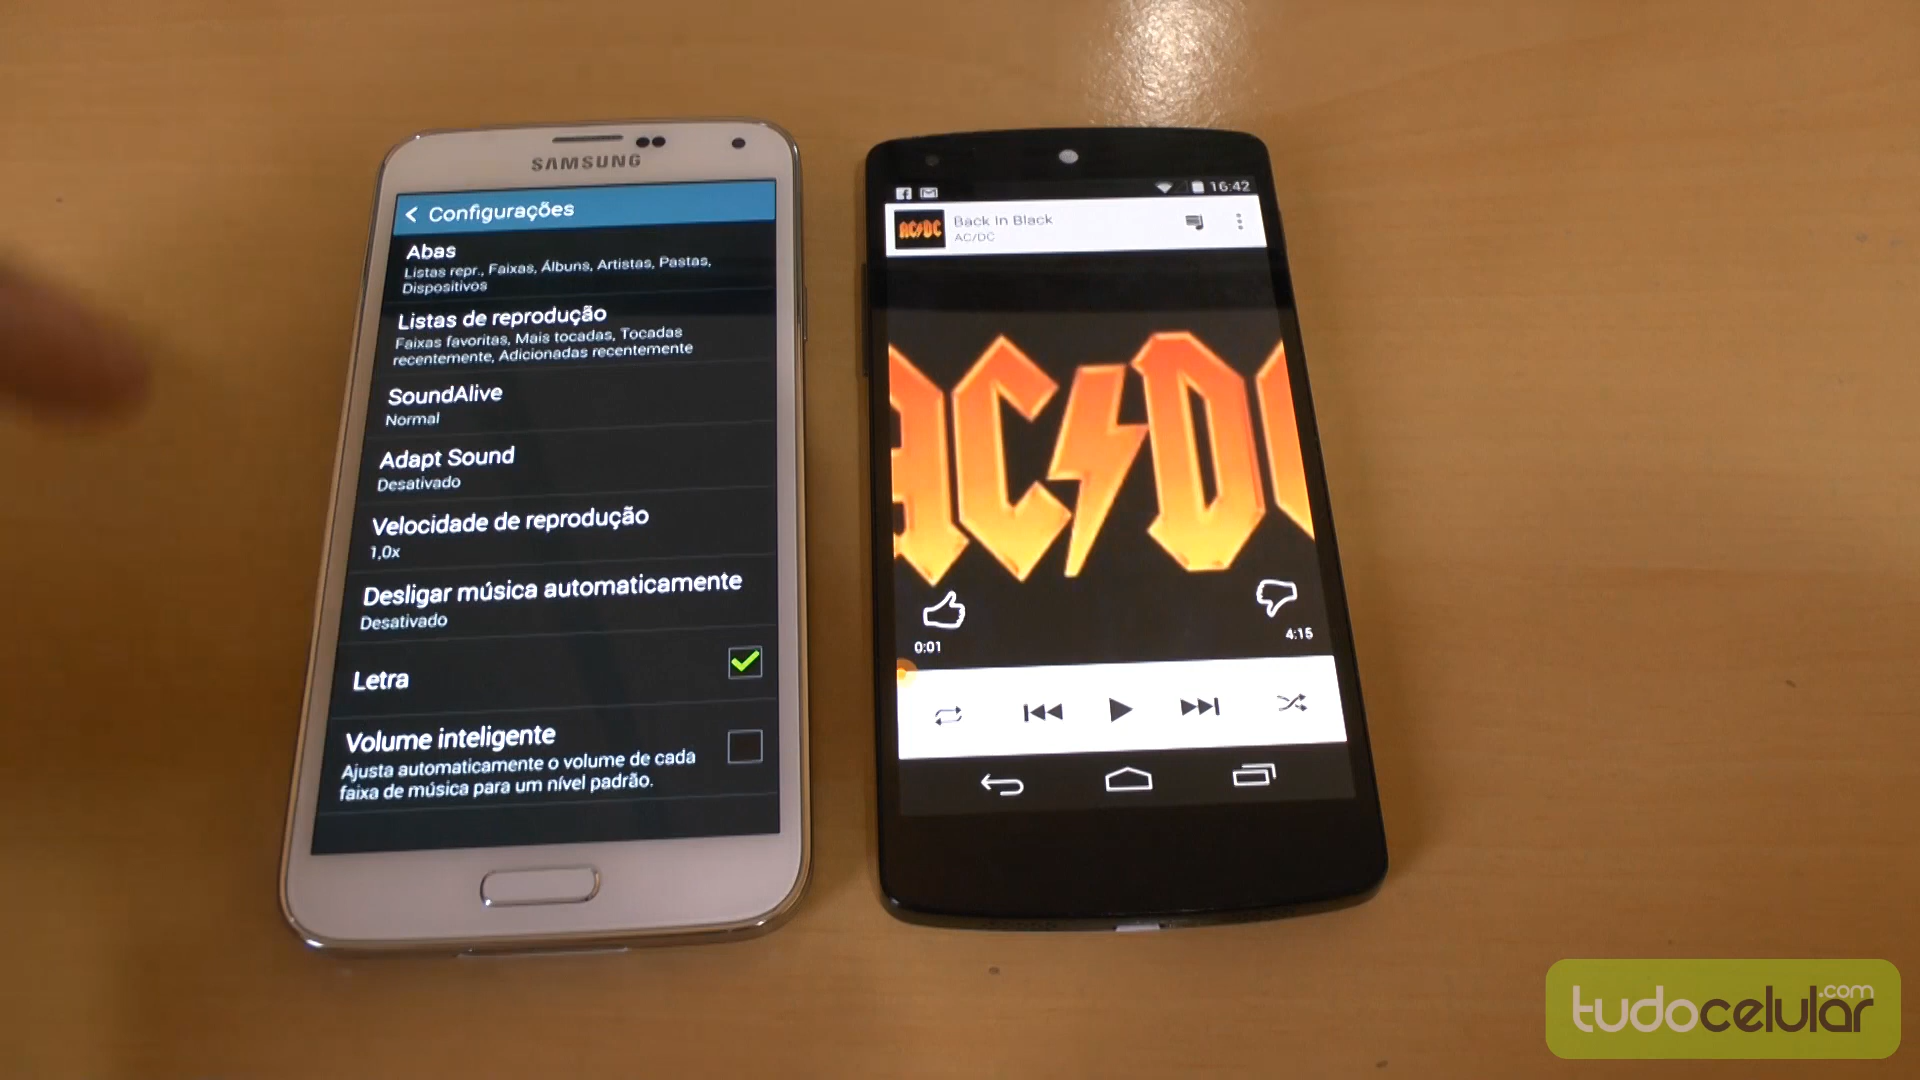 SAMSUNG
< Configurações
Abas
Listas repr., Faixas, Álbuns, Artistas, Pastas,
Dispositivos
Listas de reprodução
Faixas favoritas, Mais tocadas, Tocadas
recentemente, Adicionadas recentemente
SoundAlive
Normal
Adapt Sound
Desativado
Velocidade de reprodução
1,0x
Desligar música automaticamente
Desativado
Letra
Volume inteligente
Ajusta automaticamente o volume de cada
faixa de música para um nível padrão.
16:42
AC/DC
Back In Black
AC/DC
AC/DC
0:01
4:15
tudocelular.com